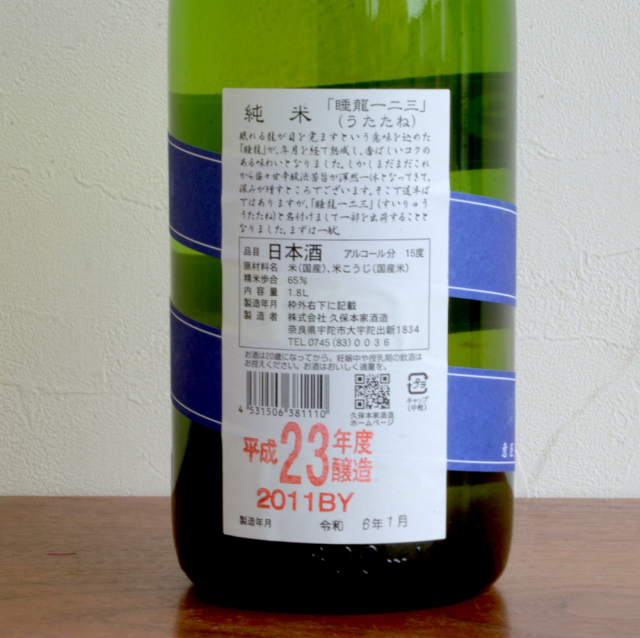 純米「睡龍一二三」
(うたたね)
眠れる龍が目を覚ますという意味を込めた
「睡龍」が、年月を経て熟成し、香ばしいコクの
ある味わいとなりました。しかしまだまだこれ
から益々甘辛酸渋苦旨が渾然一体となってきて、
深みが増すところでございます。そこで道半ば
ではありますが、「睡龍一二三」(すいりゅう
うたたね)と名付けまして一部を出荷することと
なりました。まずは一献。
品目 日本酒 アルコール分 15度
原材料名 米(国産)、米こうじ(国産米)
精米歩合 65%
内容量 1.8L
製造年月 枠外右下に記載
製造者 株式会社 久保本家酒造
奈良県宇陀市大宇陀出新1834
TEL 0745 (83) 0036
お酒は20歳になってから。妊娠中や授乳期の飲酒は
お控えください。お酒はおいしく適量を。
4 531506 381110
久保本家酒造
ホームページ
プラ
キャップ
(中栓)
平成23年度
醸造
2011BY
製造年月 令和 6年1月